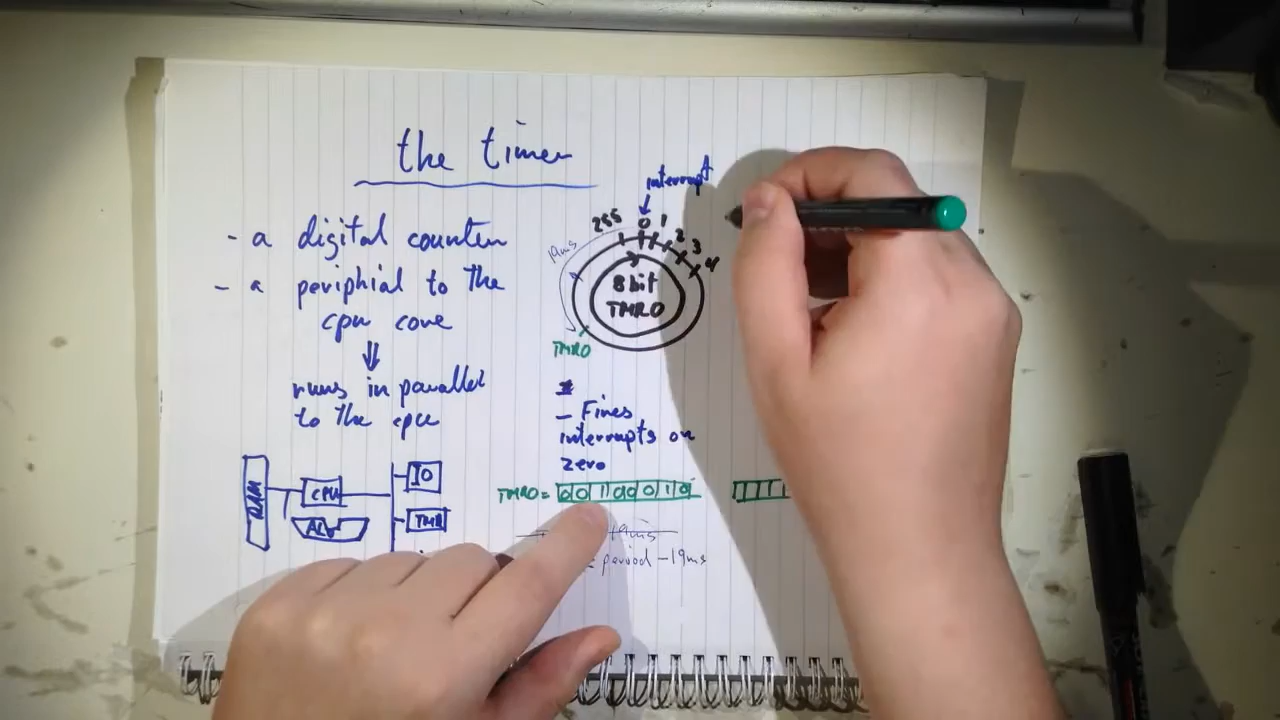 the timer
- a digital counter
- a periphial to the
cpu core
runs in parallel
to the cpu
RAM
CPU
ALU
IO
TMR
interrupt
255 0 1 2 3 4
19ms
8 bit
TMR0
TMR0
- Fires
interrupts on
zero
TMR0 =
19ms
period - 19ms